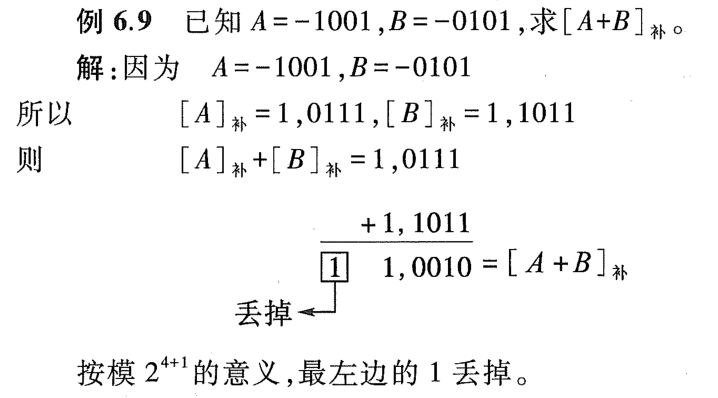 例 6.9 已知 A=-1001,B=-0101,求[A+B]补。
解:因为 A=-1001,B=-0101
所以 [A]补=1,0111,[B]补=1,1011
则 [A]补+[B]补=1,0111
+1,1011
1 1,0010=[A+B]补
丢掉
按模 2^{4+1}的意义,最左边的 1 丢掉。